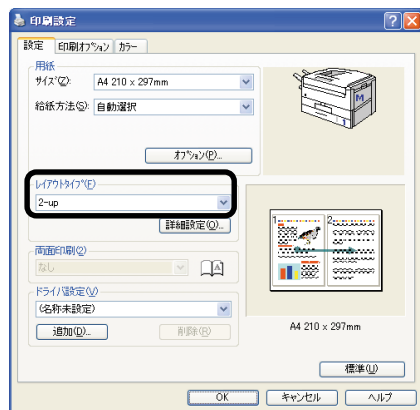 印刷設定
設定 印刷オプション カラー
用紙
サイズ(Z): A4 210 x 297mm
給紙方法(S): 自動選択
オプション(P)...
レイアウトタイプ(F)
2-up
詳細設定(O)...
両面印刷(2)
なし
ドライバ設定(V)
(名称未設定)
追加(D)... 削除(R)
M
1 2
A4 210 x 297mm
標準(U)
OK キャンセル ヘルプ